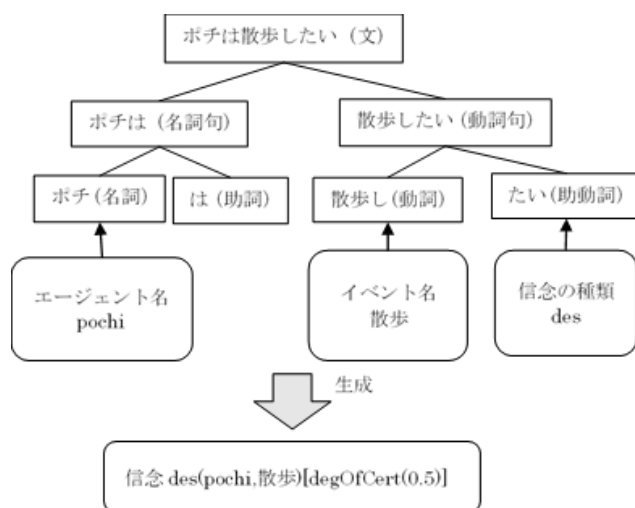 ポチは散歩したい (文)
ポチは (名詞句)
散歩したい (動詞句)
ポチ (名詞)
は (助詞)
散歩し (動詞)
たい (助動詞)
エージェント名
pochi
イベント名
散歩
信念の種類
des
生成
信念 des(pochi,散歩)[degOfCert(0.5)]